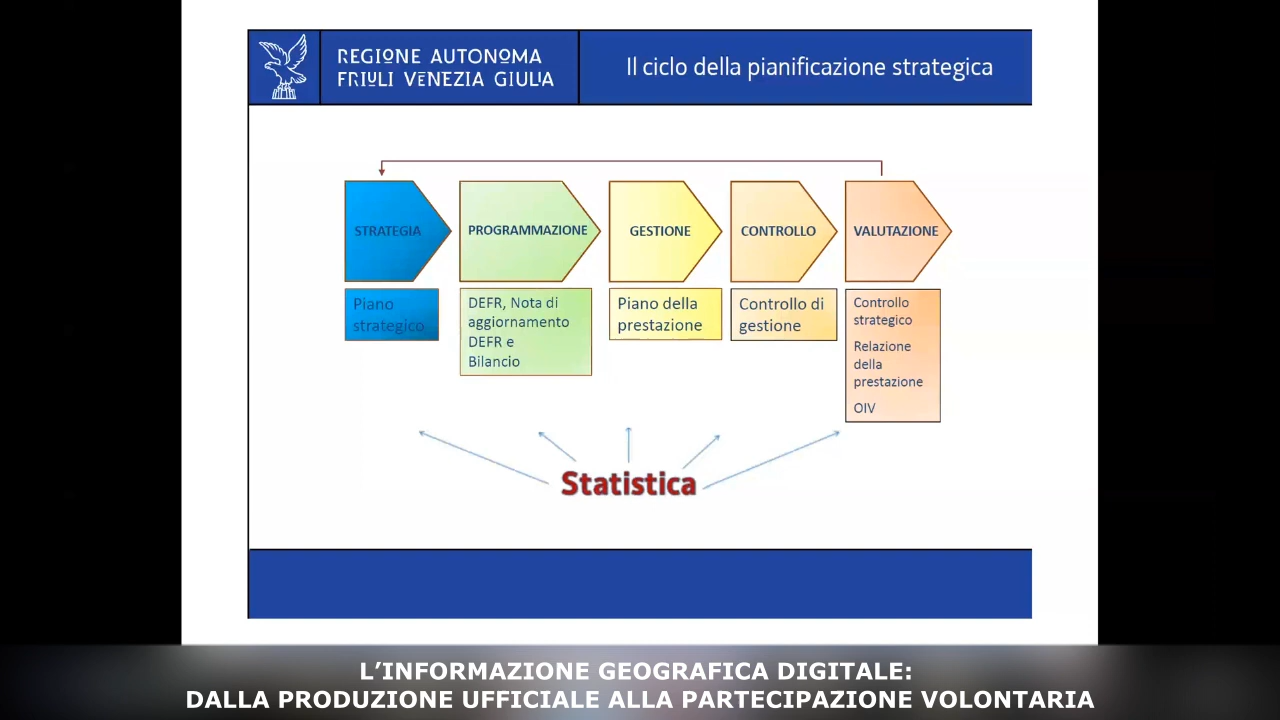 REGIONE AUTONOMA
FRIULI VENEZIA GIULIA
Il ciclo della pianificazione strategica
STRATEGIA
PROGRAMMAZIONE
GESTIONE
CONTROLLO
VALUTAZIONE
Piano
strategico
DEFR, Nota di
aggiornamento
DEFR e
Bilancio
Piano della
prestazione
Controllo di
gestione
Controllo
strategico
Relazione
della
prestazione
OIV
Statistica
L’INFORMAZIONE GEOGRAFICA DIGITALE:
DALLA PRODUZIONE UFFICIALE ALLA PARTECIPAZIONE VOLONTARIA